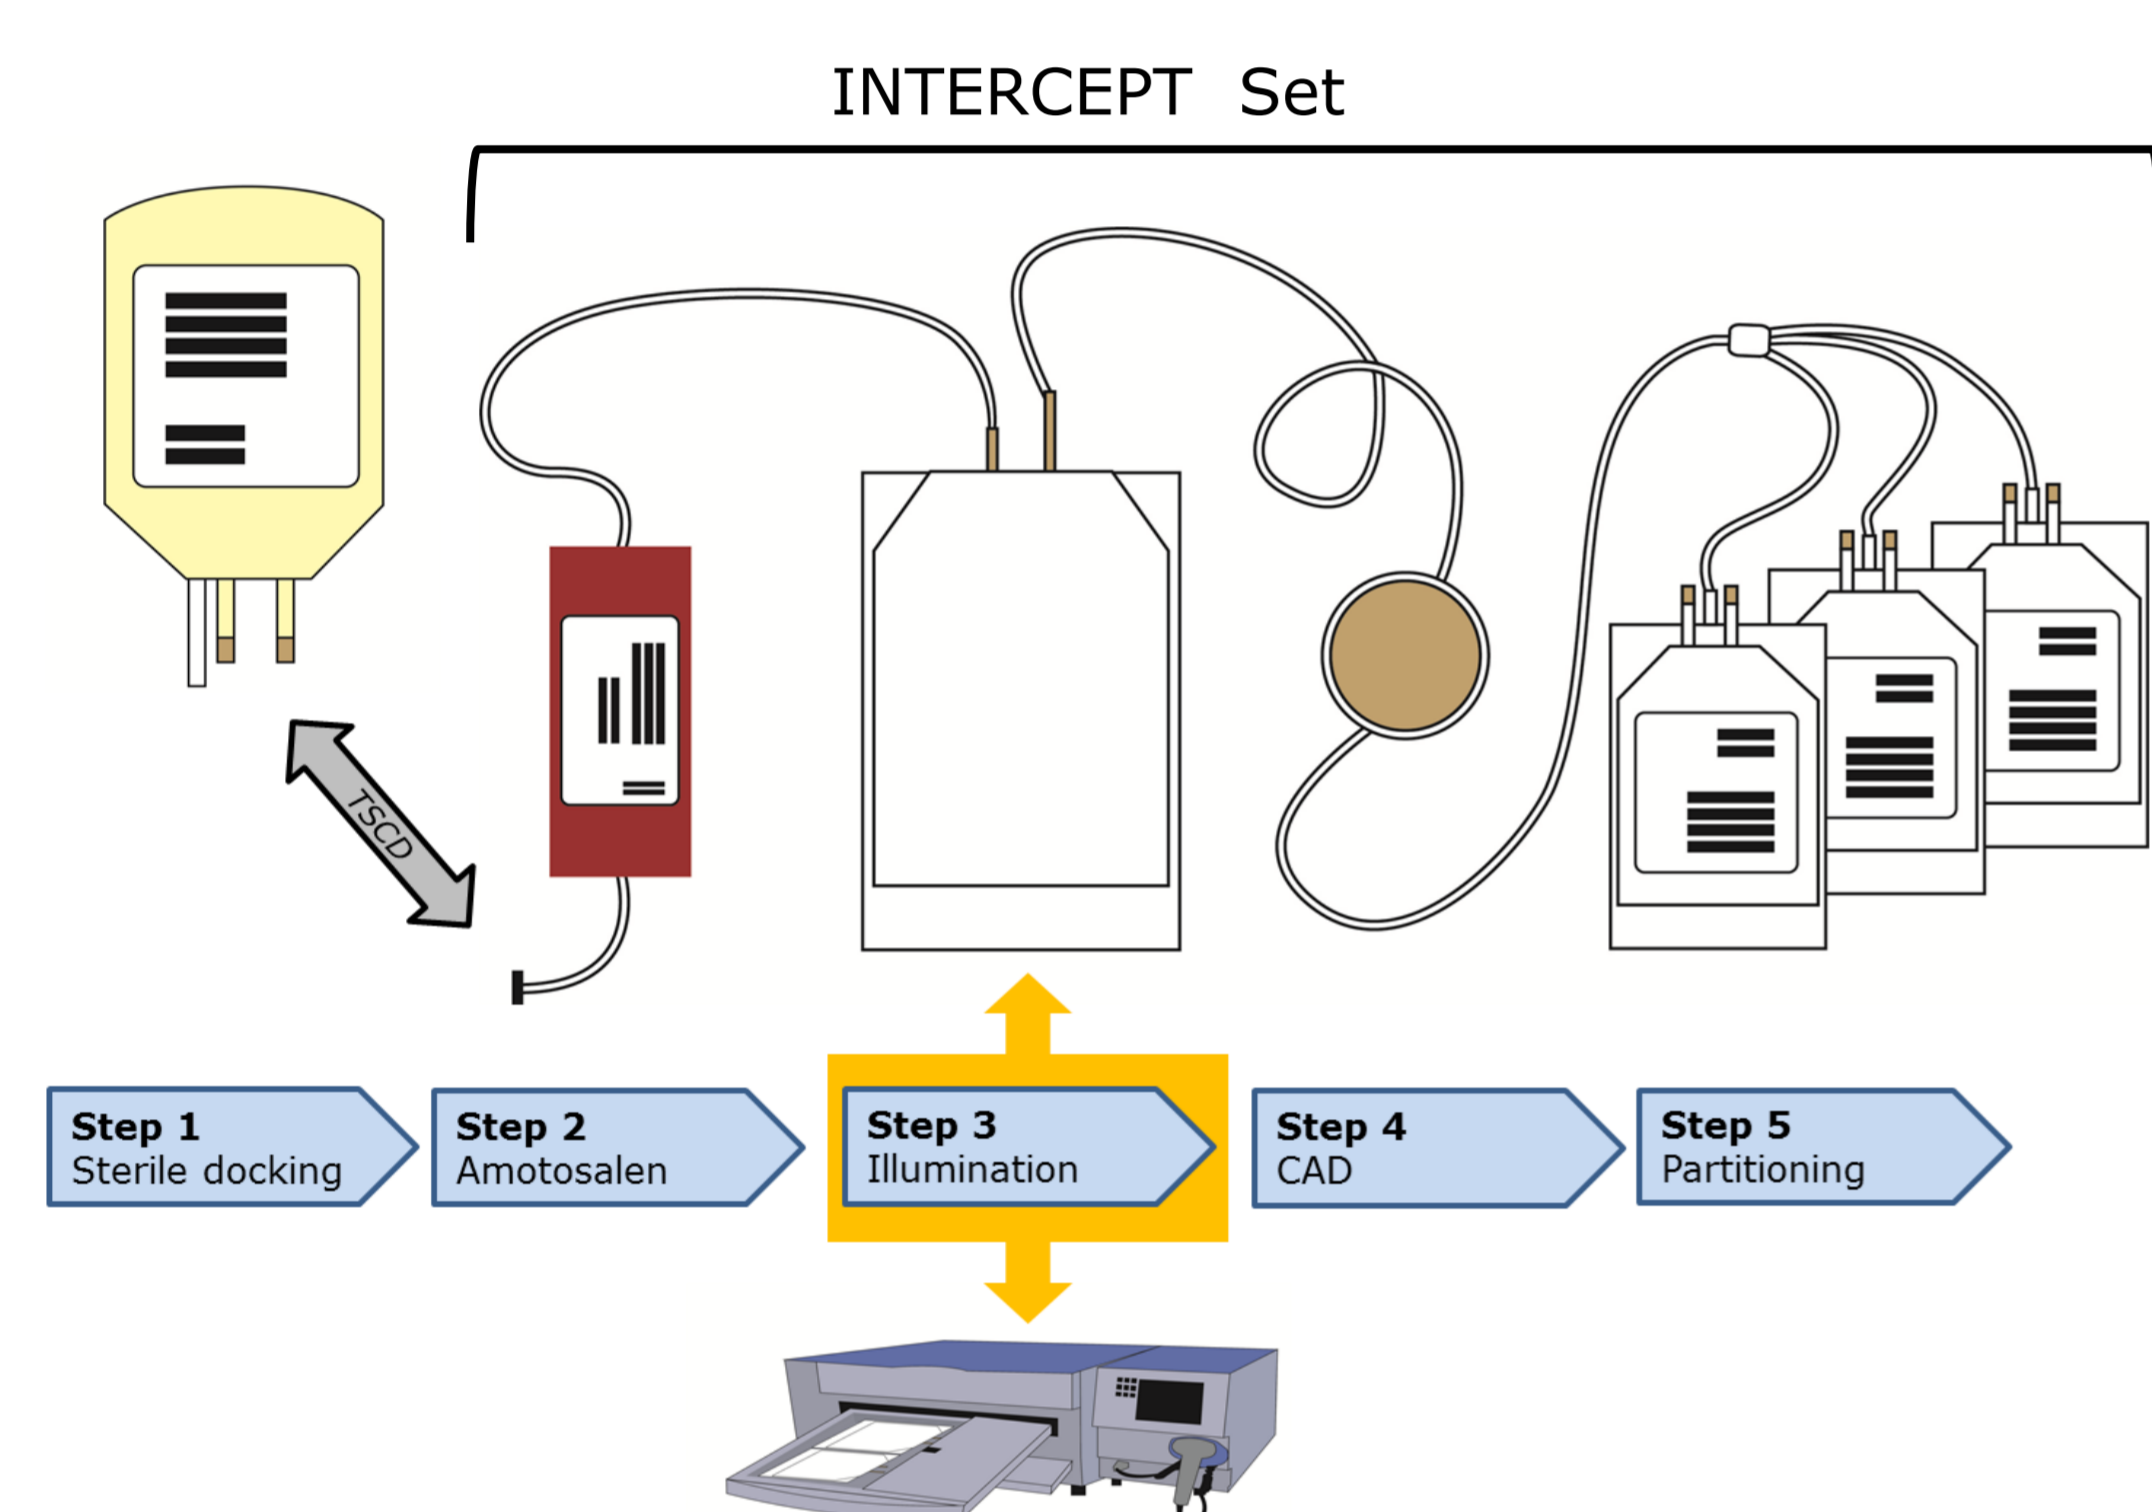 INTERCEPT Set
TSCD
Step 1
Sterile docking
Step 2
Amotosalen
Step 3
Illumination
Step 4
CAD
Step 5
Partitioning